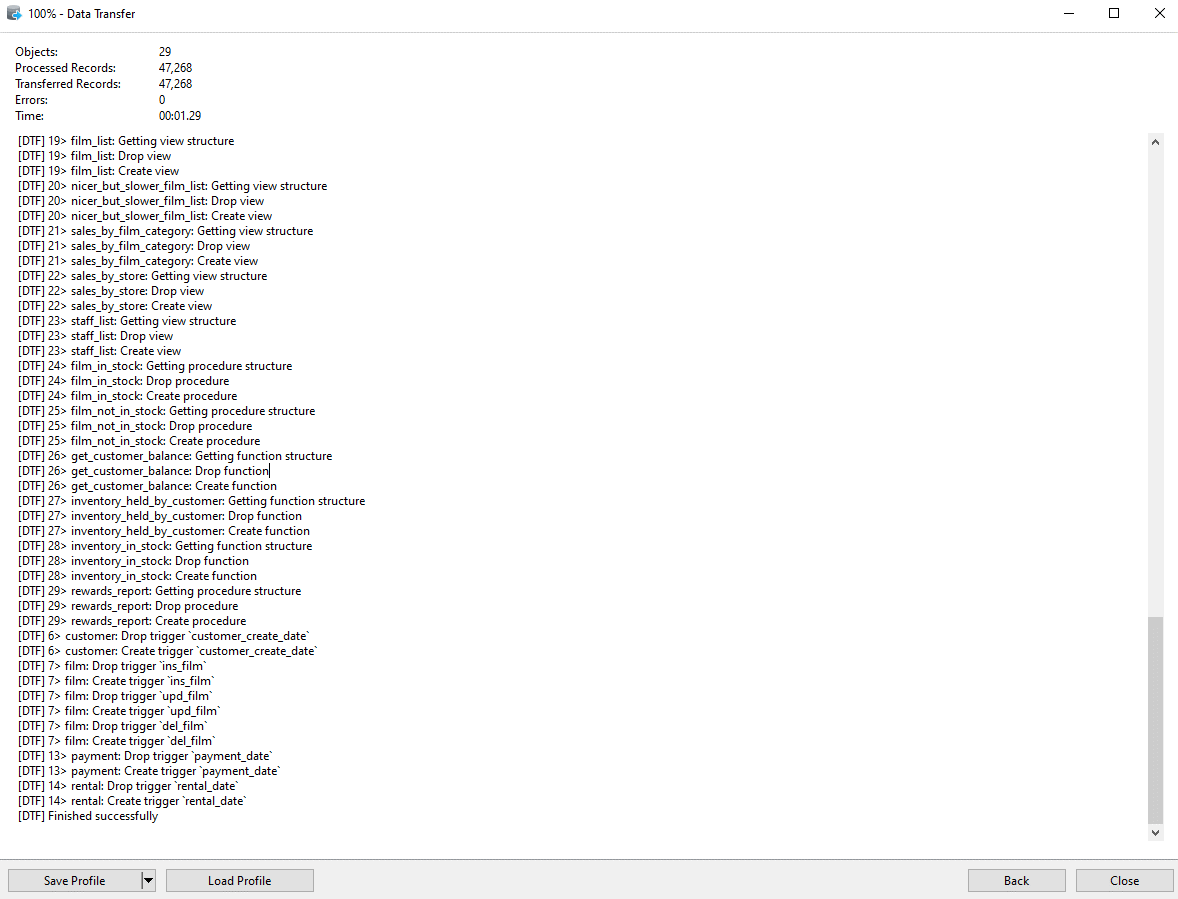 100% - Data Transfer
Objects: 29
Processed Records: 47,268
Transferred Records: 47,268
Errors: 0
Time: 00:01.29
[DTF] 19> film_list: Getting view structure
[DTF] 19> film_list: Drop view
[DTF] 19> film_list: Create view
[DTF] 20> nicer_but_slower_film_list: Getting view structure
[DTF] 20> nicer_but_slower_film_list: Drop view
[DTF] 20> nicer_but_slower_film_list: Create view
[DTF] 21> sales_by_film_category: Getting view structure
[DTF] 21> sales_by_film_category: Drop view
[DTF] 21> sales_by_film_category: Create view
[DTF] 22> sales_by_store: Getting view structure
[DTF] 22> sales_by_store: Drop view
[DTF] 22> sales_by_store: Create view
[DTF] 23> staff_list: Getting view structure
[DTF] 23> staff_list: Drop view
[DTF] 23> staff_list: Create view
[DTF] 24> film_in_stock: Getting procedure structure
[DTF] 24> film_in_stock: Drop procedure
[DTF] 24> film_in_stock: Create procedure
[DTF] 25> film_not_in_stock: Getting procedure structure
[DTF] 25> film_not_in_stock: Drop procedure
[DTF] 25> film_not_in_stock: Create procedure
[DTF] 26> get_customer_balance: Getting function structure
[DTF] 26> get_customer_balance: Drop function
[DTF] 26> get_customer_balance: Create function
[DTF] 27> inventory_held_by_customer: Getting function structure
[DTF] 27> inventory_held_by_customer: Drop function
[DTF] 27> inventory_held_by_customer: Create function
[DTF] 28> inventory_in_stock: Getting function structure
[DTF] 28> inventory_in_stock: Drop function
[DTF] 28> inventory_in_stock: Create function
[DTF] 29> rewards_report: Getting procedure structure
[DTF] 29> rewards_report: Drop procedure
[DTF] 29> rewards_report: Create procedure
[DTF] 6> customer: Drop trigger `customer_create_date`
[DTF] 6> customer: Create trigger `customer_create_date`
[DTF] 7> film: Drop trigger `ins_film`
[DTF] 7> film: Create trigger `ins_film`
[DTF] 7> film: Drop trigger `upd_film`
[DTF] 7> film: Create trigger `upd_film`
[DTF] 7> film: Drop trigger `del_film`
[DTF] 7> film: Create trigger `del_film`
[DTF] 13> payment: Drop trigger `payment_date`
[DTF] 13> payment: Create trigger `payment_date`
[DTF] 14> rental: Drop trigger `rental_date`
[DTF] 14> rental: Create trigger `rental_date`
[DTF] Finished successfully
Save Profile Load Profile Back Close